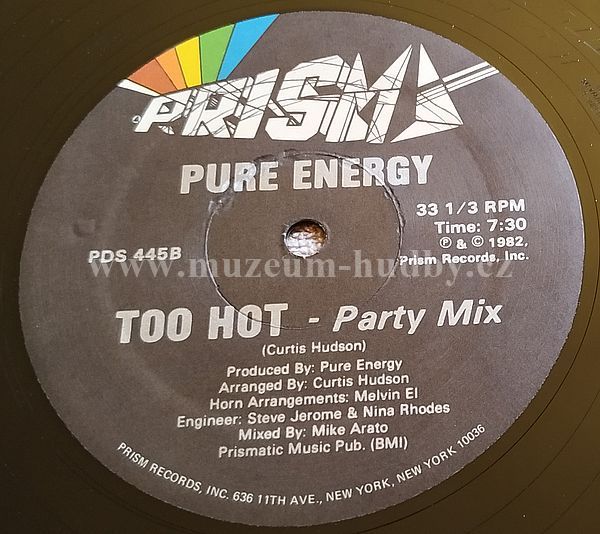 PRISM
PURE ENERGY
33 1/3 RPM
Time: 7:30
℗ & © 1982,
Prism Records, Inc.
PDS 445B
www.muzeum-hudby.cz
TOO HOT - Party Mix
(Curtis Hudson)
Produced By: Pure Energy
Arranged By: Curtis Hudson
Horn Arrangements: Melvin El
Engineer: Steve Jerome & Nina Rhodes
Mixed By: Mike Arato
Prismatic Music Pub. (BMI)
PRISM RECORDS, INC. 636 11TH AVE., NEW YORK, NEW YORK 10036